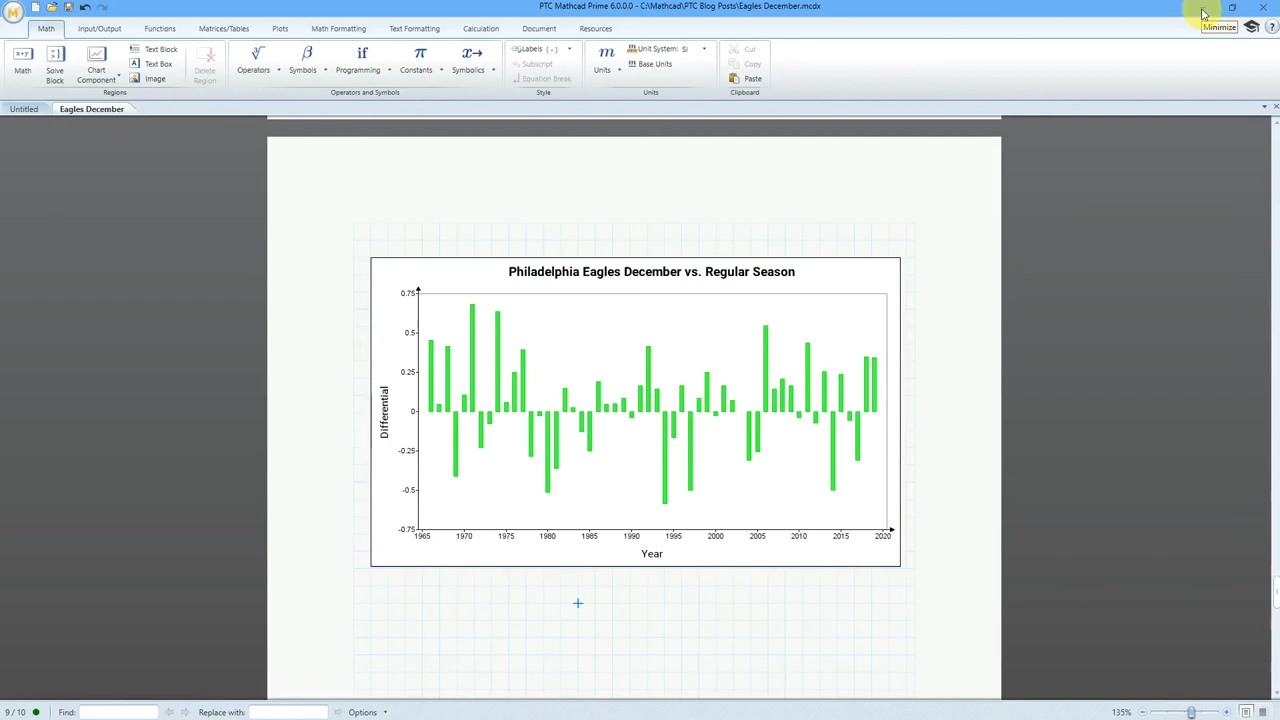 PTC Mathcad Prime 6.0.0.0 - C:\Mathcad\PTC Blog Posts\Eagles December.mcdx
Minimize
Math Input/Output Functions Matrices/Tables Plots Math Formatting Text Formatting Calculation Document Resources
Math
Solve Block
Chart Component
Text Block
Text Box
Image
Delete Region
Regions
Operators
Symbols
if
Programming
Constants
Symbolics
Operators and Symbols
Labels ( - )
Subscript
Equation Break
Style
Units
Unit System: SI
Base Units
Units
Cut
Copy
Paste
Clipboard
Untitled Eagles December
Philadelphia Eagles December vs. Regular Season
0.75
0.5
0.25
0
-0.25
-0.5
-0.75
Differential
1965 1970 1975 1980 1985 1990 1995 2000 2005 2010 2015 2020
Year
9 / 10 Find: Replace with: Options 135%